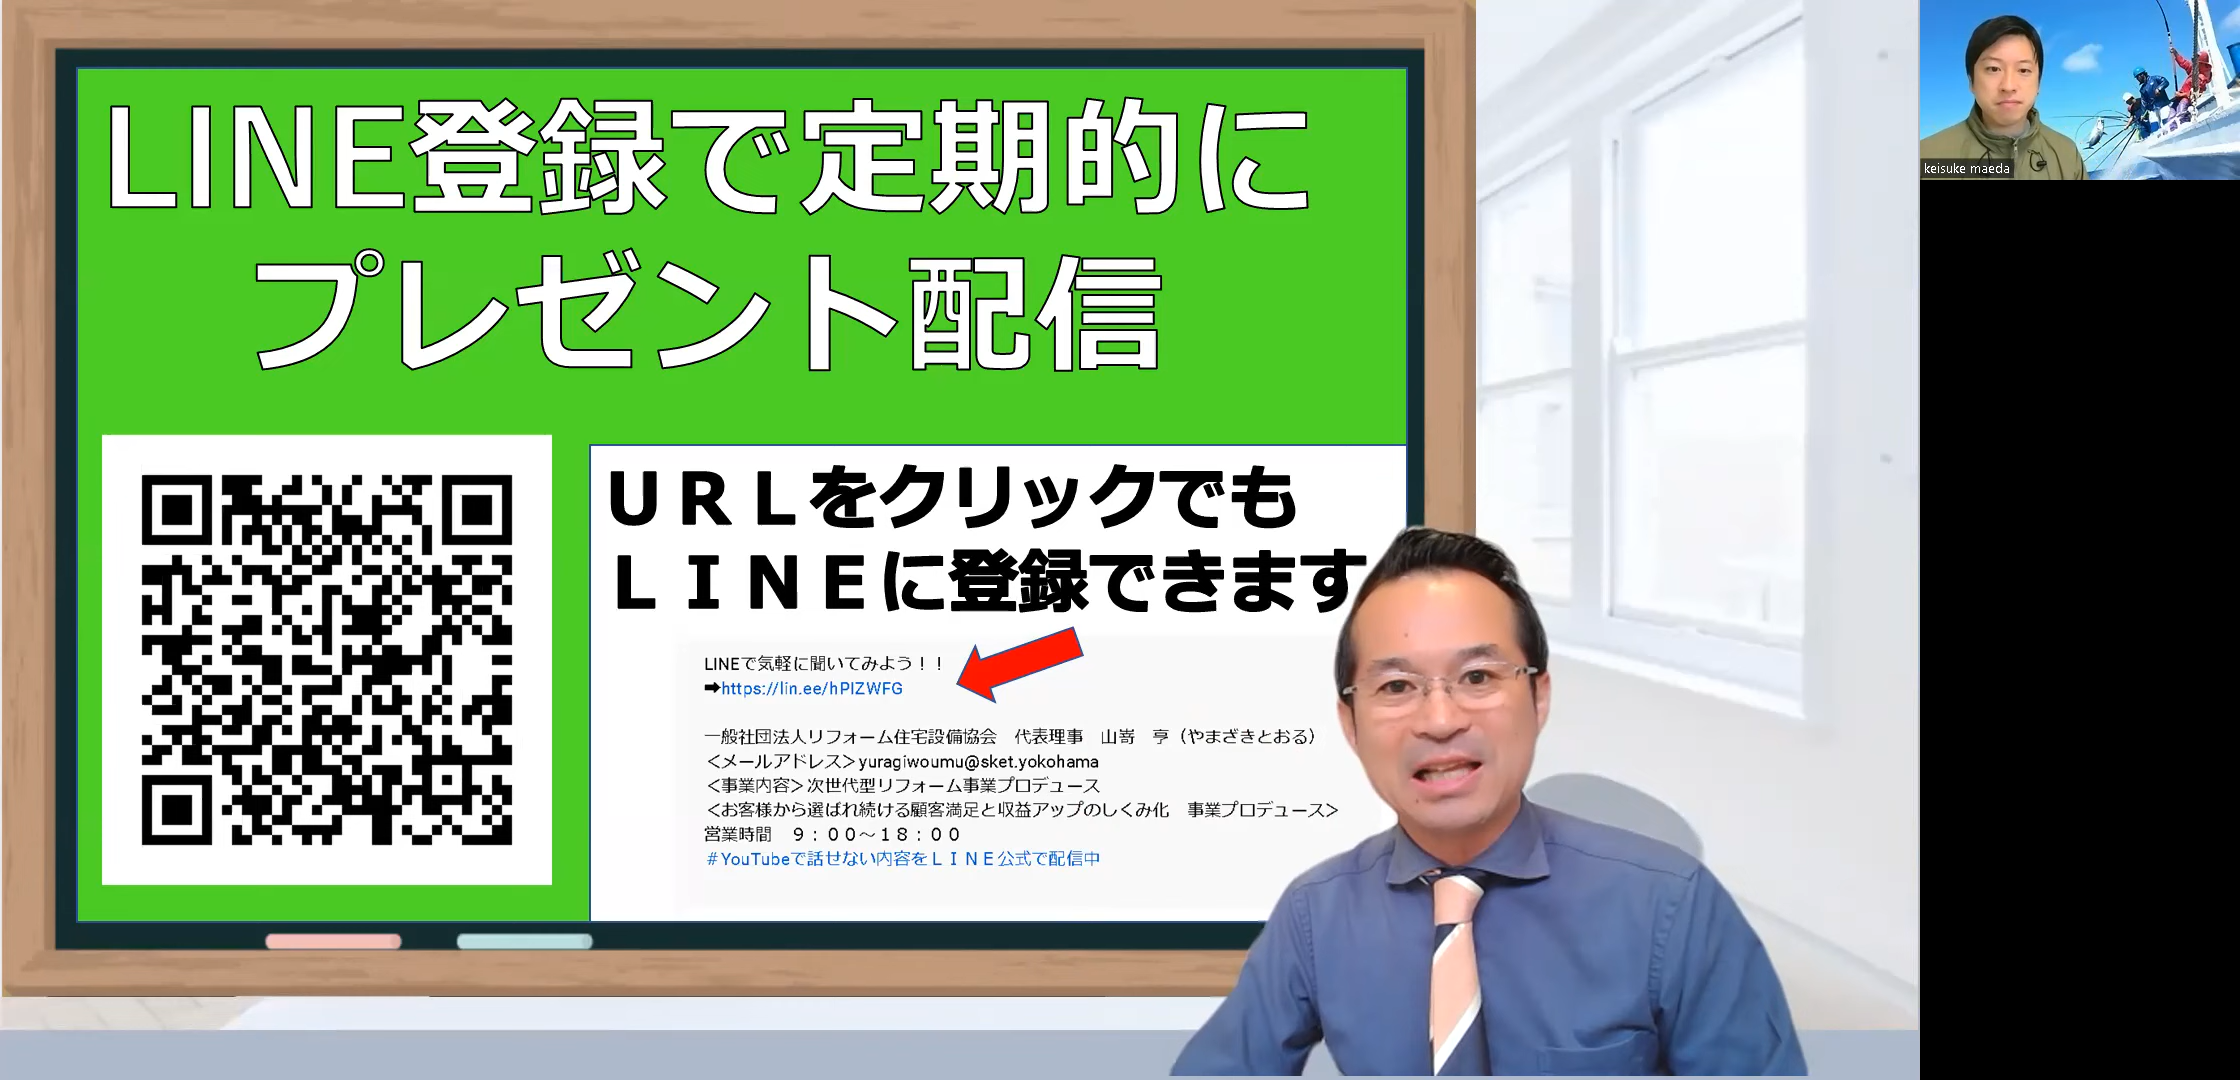 LINE登録で定期的に
プレゼント配信
ＵＲＬをクリックでも
ＬＩＮＥに登録できます
LINEで気軽に聞いてみよう！！
➡https://lin.ee/hPIZWFG
一般社団法人リフォーム住宅設備協会　代表理事　山嵜　亨（やまざきとおる）
＜メールアドレス＞yuragiwoumu@sket.yokohama
＜事業内容＞次世代型リフォーム事業プロデュース
＜お客様から選ばれ続ける顧客満足と収益アップのしくみ化　事業プロデュース＞
営業時間　９：００～１８：００
＃YouTubeで話せない内容をＬＩＮＥ公式で配信中
keisuke maeda